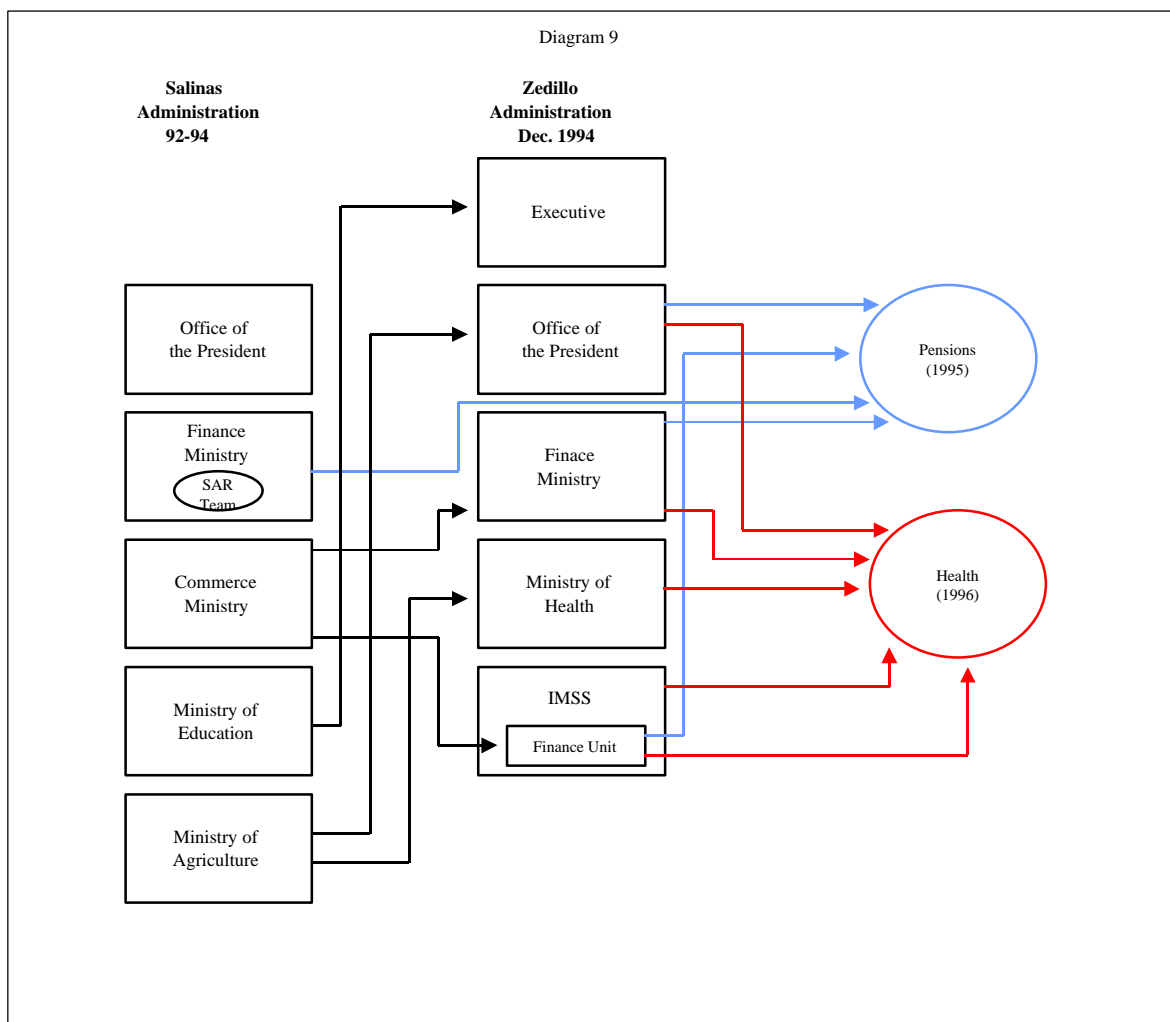 Diagram 9
Salinas
Administration
92-94
Zedillo
Administration
Dec. 1994
Executive
Office of
the President
Office of
the President
Pensions
(1995)
Finance
Ministry
SAR
Team
Finace
Ministry
Commerce
Ministry
Ministry of
Health
Health
(1996)
Ministry of
Education
IMSS
Finance Unit
Ministry of
Agriculture